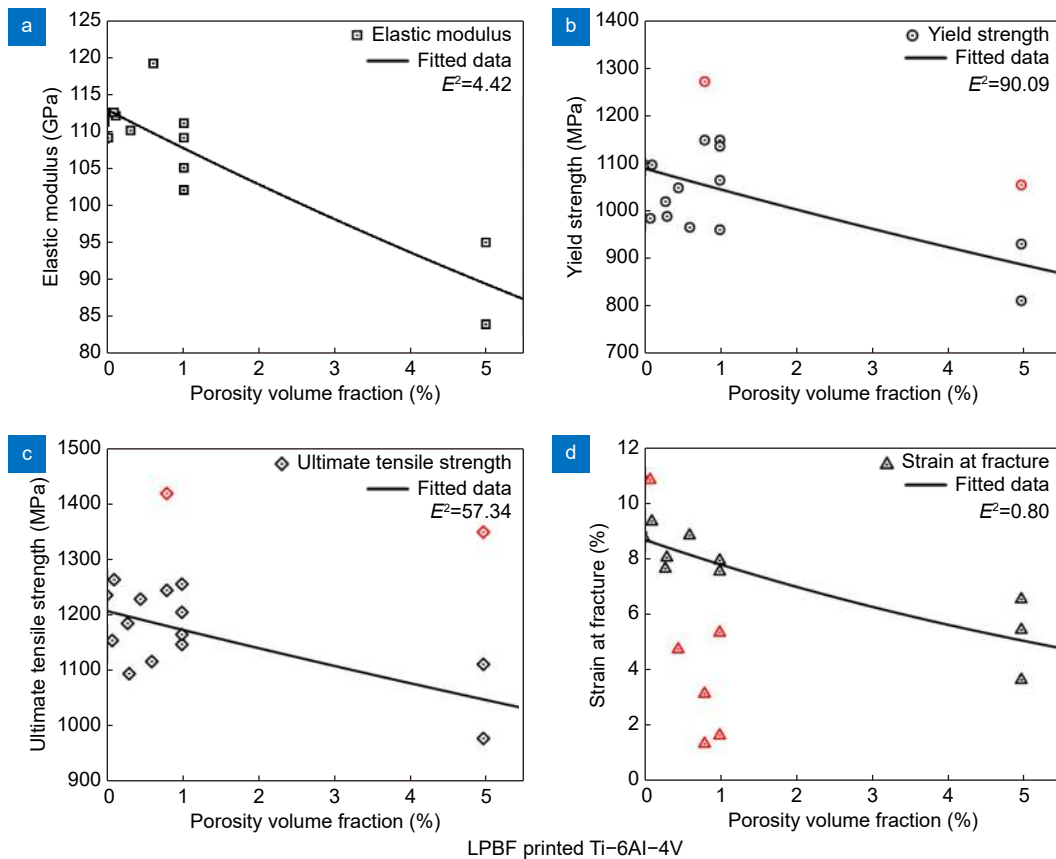 a
Elastic modulus
Fitted data
E²=4.42
125
120
115
110
105
100
95
90
85
80
Elastic modulus (GPa)
0 1 2 3 4 5
Porosity volume fraction (%)
b
Yield strength
Fitted data
E²=90.09
1400
1300
1200
1100
1000
900
800
700
Yield strength (MPa)
0 1 2 3 4 5
Porosity volume fraction (%)
c
Ultimate tensile strength
Fitted data
E²=57.34
1500
1400
1300
1200
1100
1000
900
Ultimate tensile strength (MPa)
0 1 2 3 4 5
Porosity volume fraction (%)
d
Strain at fracture
Fitted data
E²=0.80
12
10
8
6
4
2
0
Strain at fracture (%)
0 1 2 3 4 5
Porosity volume fraction (%)
LPBF printed Ti−6Al−4V